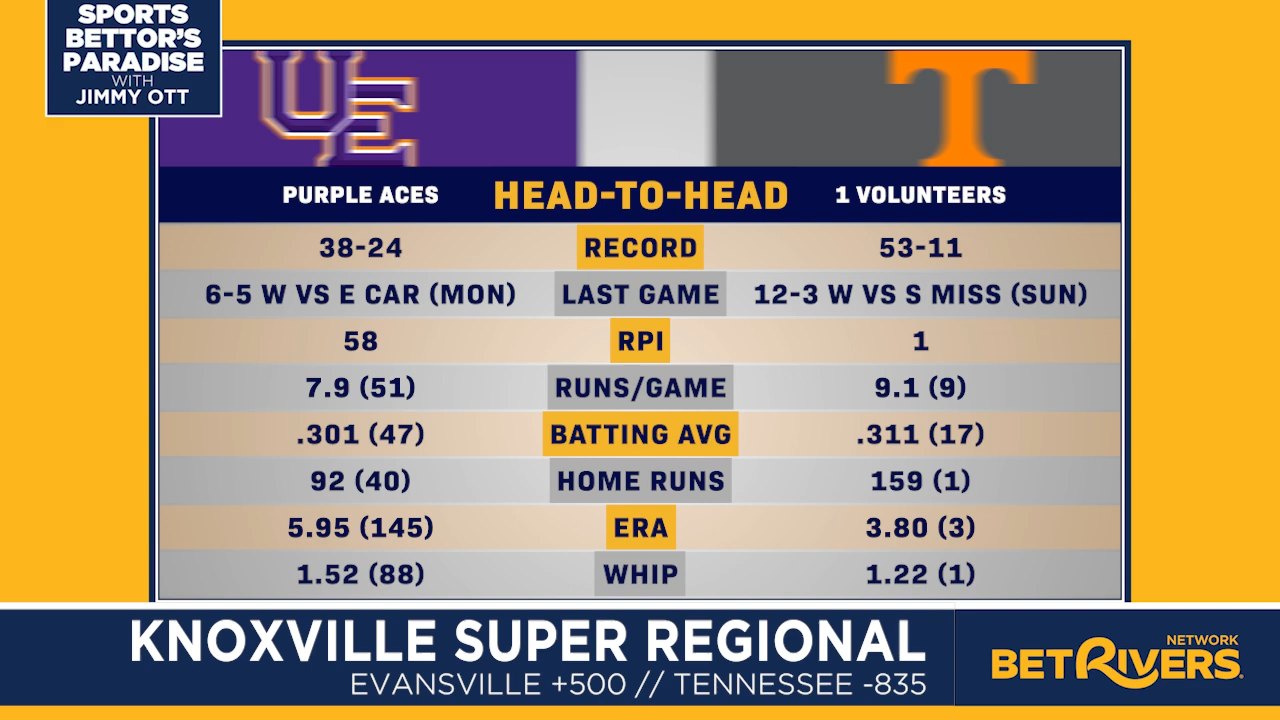 SPORTS
BETTOR'S
PARADISE
WITH
JIMMY OTT
UE
T
PURPLE ACES HEAD-TO-HEAD 1 VOLUNTEERS
38-24 RECORD 53-11
6-5 W VS E CAR (MON) LAST GAME 12-3 W VS S MISS (SUN)
58 RPI 1
7.9 (51) RUNS/GAME 9.1 (9)
.301 (47) BATTING AVG .311 (17)
92 (40) HOME RUNS 159 (1)
5.95 (145) ERA 3.80 (3)
1.52 (88) WHIP 1.22 (1)
KNOXVILLE SUPER REGIONAL
EVANSVILLE +500 // TENNESSEE -835
NETWORK
BETRIVERS